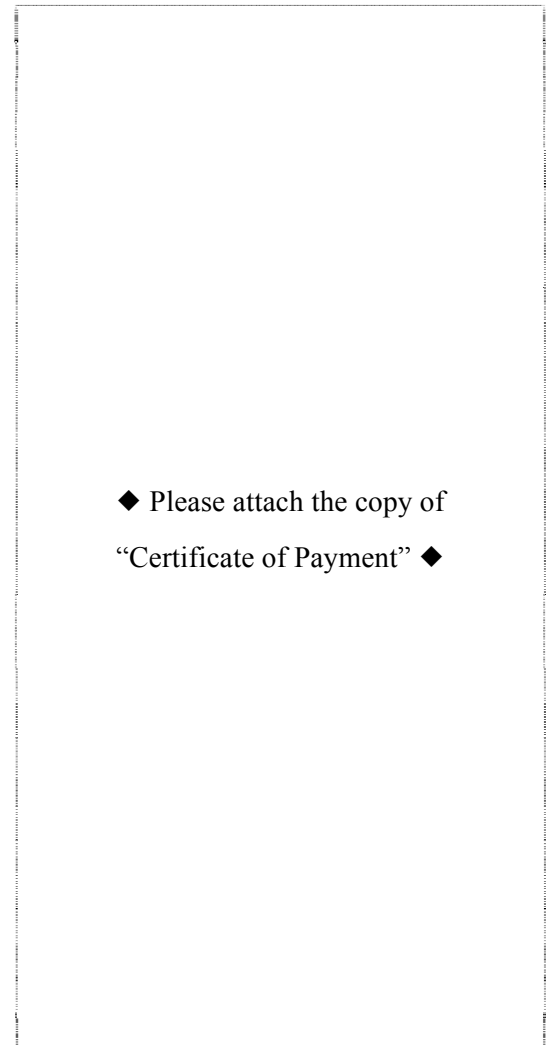 ◆ Please attach the copy of
“Certificate of Payment” ◆